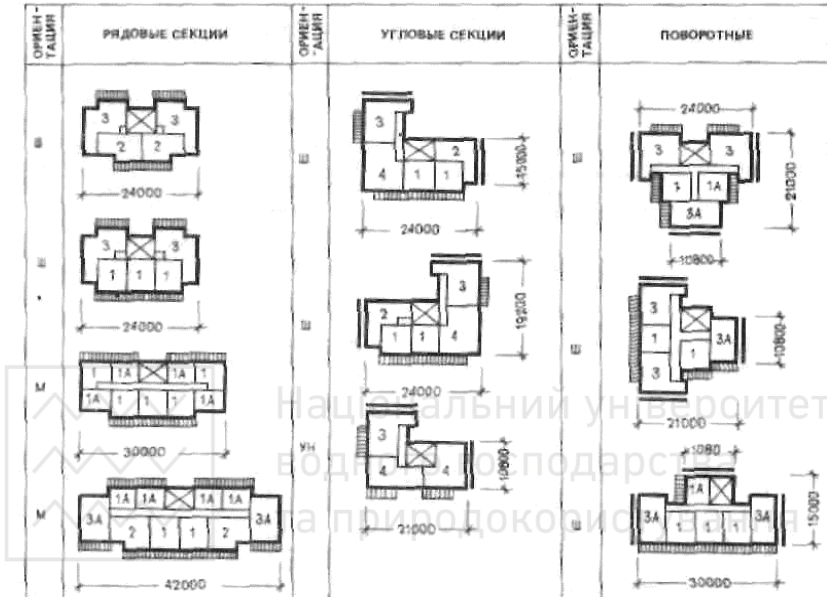 ОРИЕН-
ТАЦИЯ
РЯДОВЫЕ СЕКЦИИ
ОРИЕН-
АЦИЯ
УГЛОВЫЕ СЕКЦИИ
ОРИЕН-
ТАЦИЯ
ПОВОРОТНЫЕ
3 3
2 2
24000
Ш
3 3
1 1 1
24000
М
1 1А 1А 1
1А 1 1 1 1А
30000
М
1А 1А 1А 1А
3А 3А
2 1 1 2
42000
Ш
3
2
4 1 1
15000
24000
Ш
3
2
1 1 4
19200
24000
УН
3
4 4
10800
21000
Ш
24000
3 3
1 1А
3А
21000
10800
Ш
3
1
3А
1
3
10800
21000
Ш
1080
1А
3А 1 1 1 3А
15000
30000
Національний університет
водного господарства
та природокористування